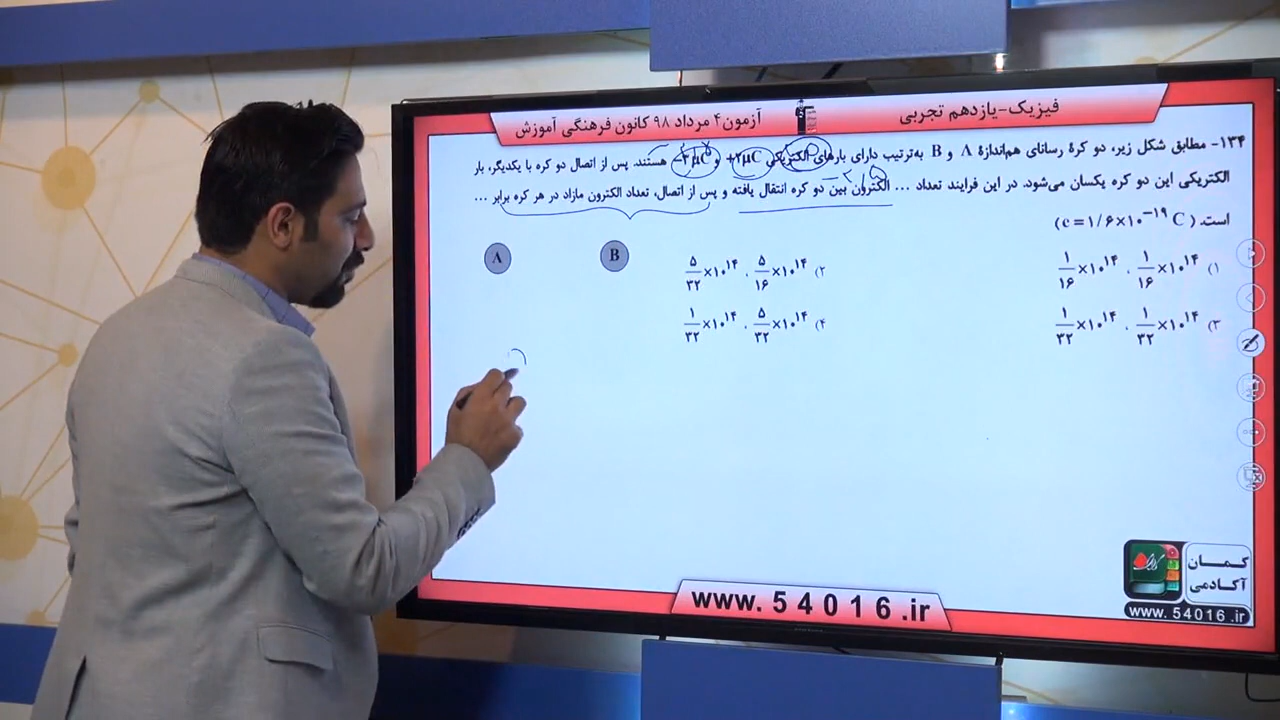 فیزیک-یازدهم تجربی
آزمون ۴ مرداد ۹۸ کانون فرهنگی آموزش
۱۳۴- مطابق شکل زیر، دو کرهٔ رسانای هم‌اندازهٔ A و B به‌ترتیب دارای بارهای الکتریکی +۲μC و -۳μC هستند. پس از اتصال دو کره با یکدیگر، بار
الکتریکی این دو کره یکسان می‌شود. در این فرایند تعداد ... الکترون بین دو کره انتقال یافته و پس از اتصال، تعداد الکترون مازاد در هر کره برابر ...
است. (e = ۱/۶×۱۰⁻¹⁹ C)
A
B
۱) ۱/۱۶×۱۰¹⁴ ، ۱/۱۶×۱۰¹⁴
۲) ۵/۱۶×۱۰¹⁴ ، ۵/۳۲×۱۰¹⁴
۳) ۱/۳۲×۱۰¹⁴ ، ۱/۳۲×۱۰¹⁴
۴) ۵/۳۲×۱۰¹⁴ ، ۱/۳۲×۱۰¹⁴
کمان
آکادمی
www. 54016 .ir
www. 5 4 0 1 6 .ir